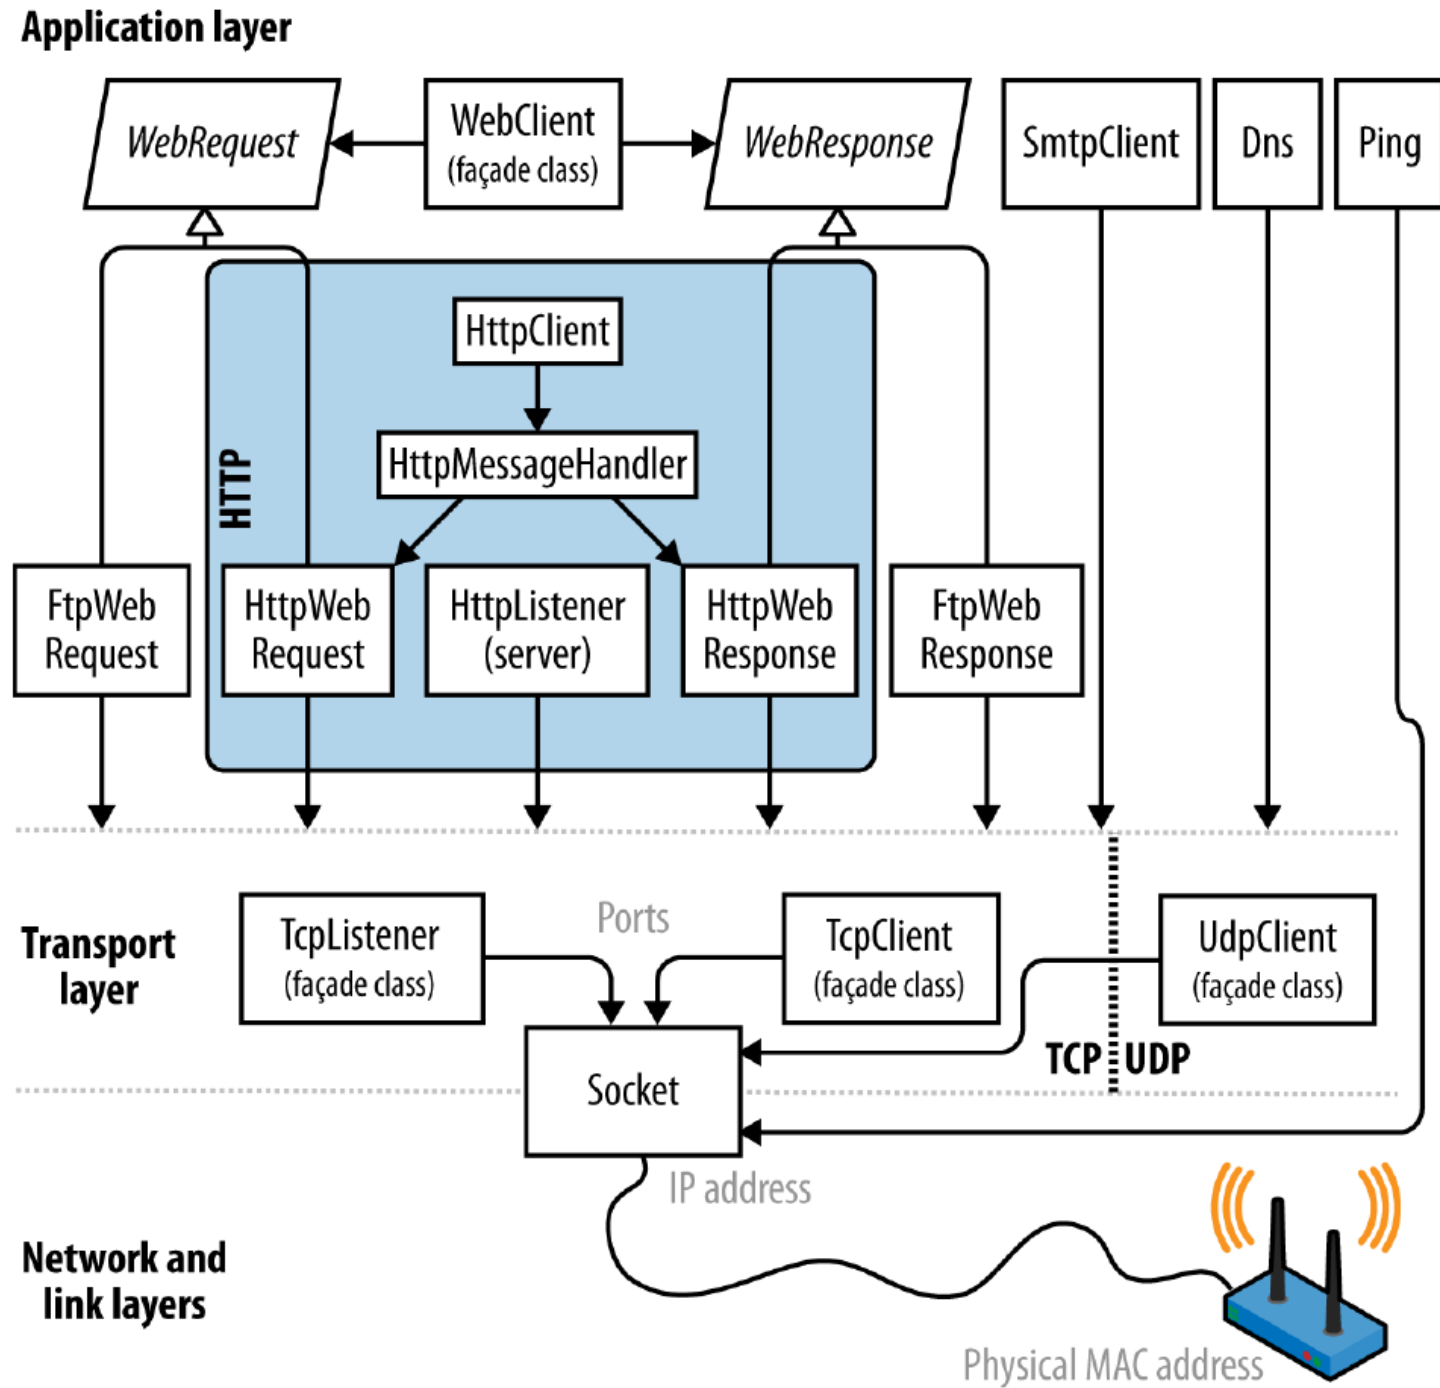 Application layer
WebRequest
WebClient
(façade class)
WebResponse
SmtpClient
Dns
Ping
HttpClient
HttpMessageHandler
HTTP
FtpWeb
Request
HttpWeb
Request
HttpListener
(server)
HttpWeb
Response
FtpWeb
Response
Transport
layer
TcpListener
(façade class)
Ports
TcpClient
(façade class)
UdpClient
(façade class)
TCP
UDP
Socket
IP address
Network and
link layers
Physical MAC address